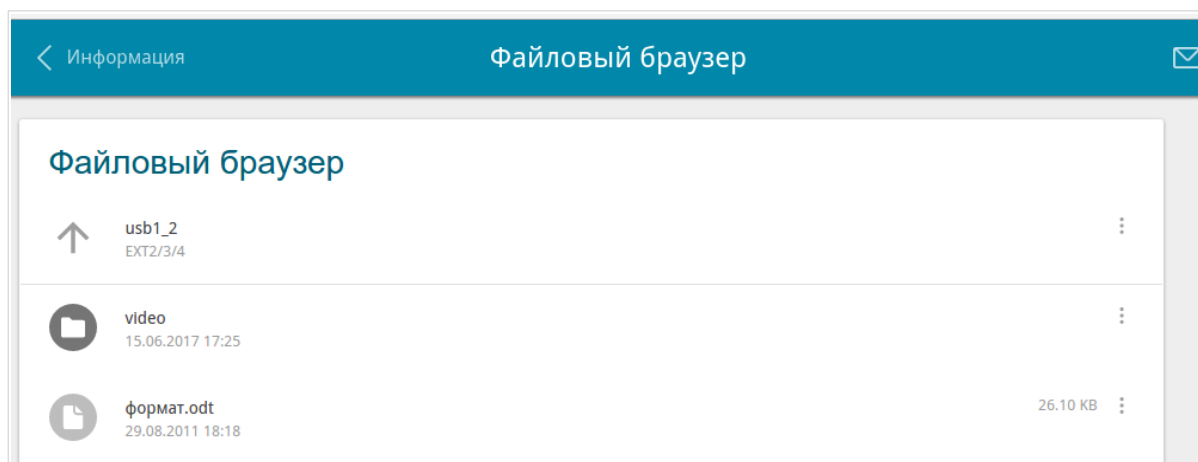 Информация
Файловый браузер
Файловый браузер
usb1_2
EXT2/3/4
video
15.06.2017 17:25
формат.odt
26.10 KB
29.08.2011 18:18